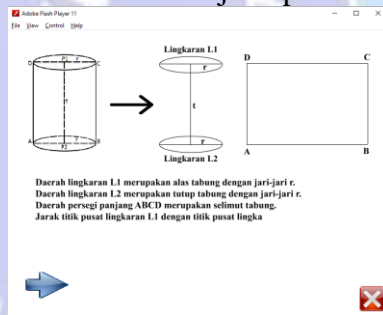 Adobe Flash Player 11
File View Control Help
Lingkaran L1
D
P1
r
C
r
D
C
t
t
A
r
B
P2
r
Lingkaran L2
A
B
Daerah lingkaran L1 merupakan alas tabung dengan jari-jari r.
Daerah lingkaran L2 merupakan tutup tabung dengan jari-jari r.
Daerah persegi panjang ABCD merupakan selimut tabung.
Jarak titik pusat lingkaran L1 dengan titik pusat lingka